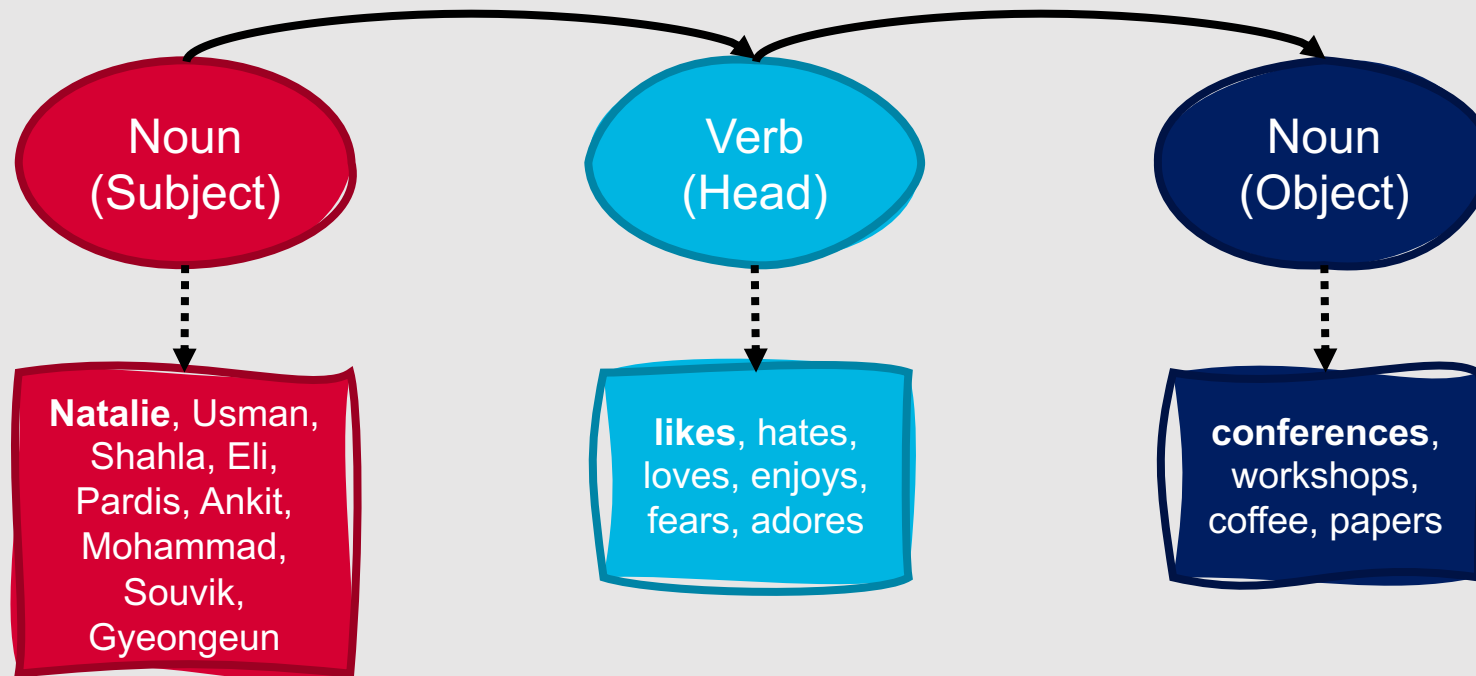 Noun
(Subject)
Verb
(Head)
Noun
(Object)
Natalie, Usman,
Shahla, Eli,
Pardis, Ankit,
Mohammad,
Souvik,
Gyeongeun
likes, hates,
loves, enjoys,
fears, adores
conferences,
workshops,
coffee, papers